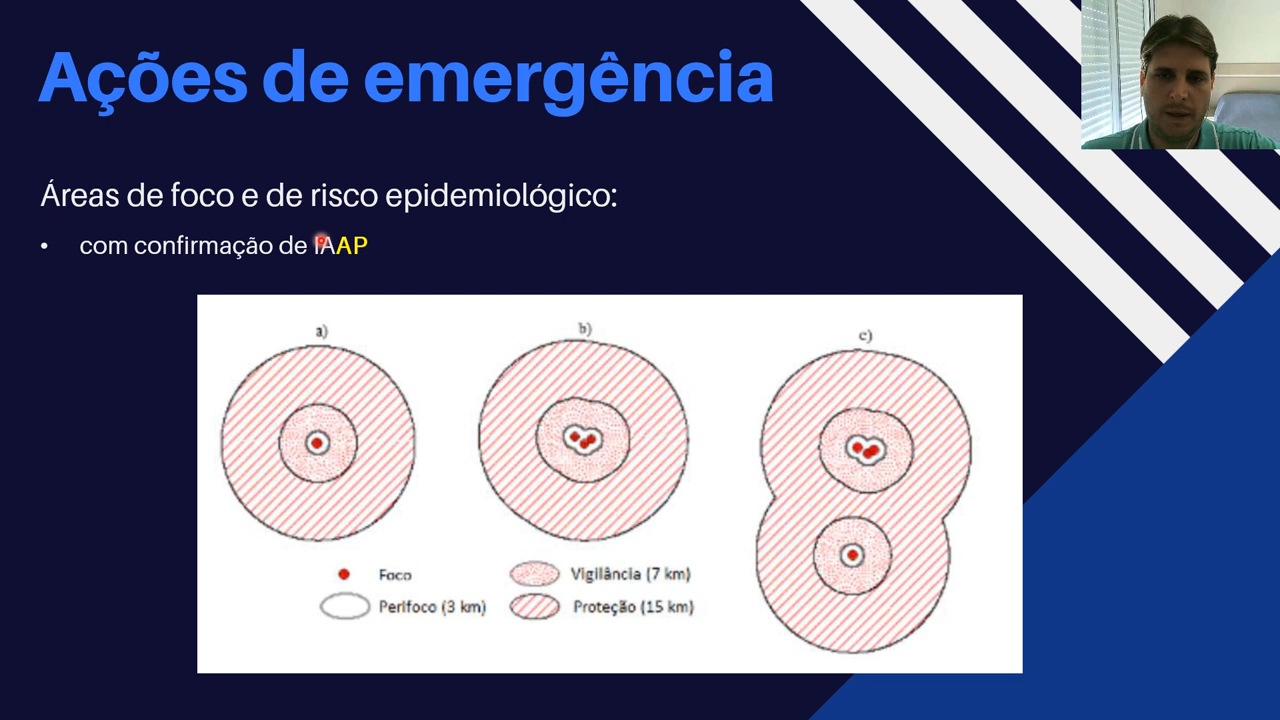 Ações de emergência
Áreas de foco e de risco epidemiológico:
• com confirmação de IAAP
a)
b)
c)
Foco
Vigilância (7 km)
Perifoco (3 km)
Proteção (15 km)